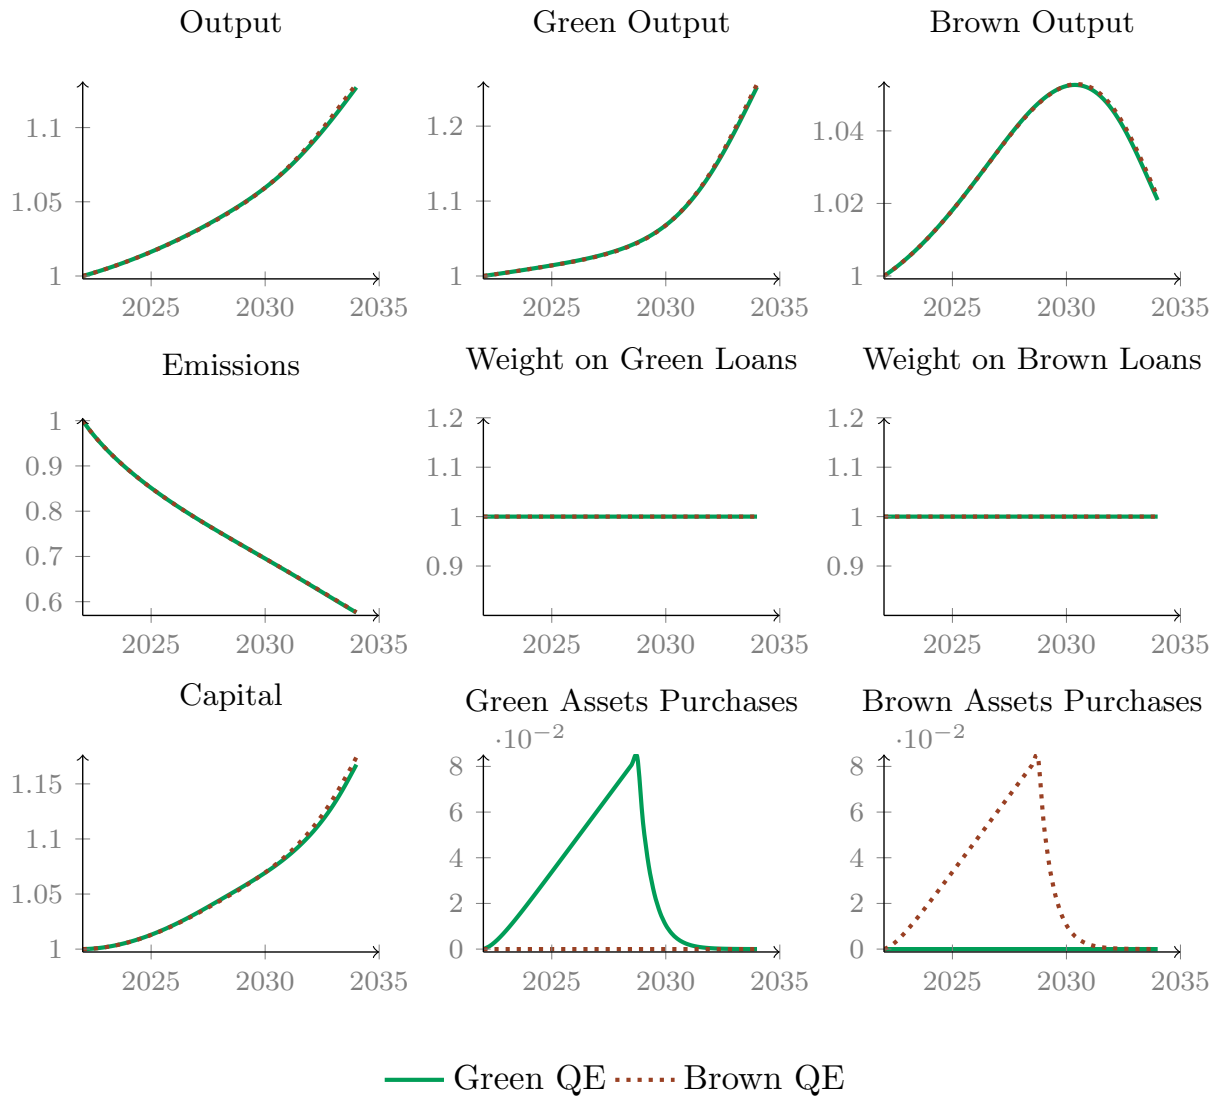 Output
Green Output
Brown Output
1.1
1.05
1
2025 2030 2035
1.2
1.1
1
2025 2030 2035
1.04
1.02
1
2025 2030 2035
Emissions
Weight on Green Loans
Weight on Brown Loans
1
0.9
0.8
0.7
0.6
2025 2030 2035
1.2
1.1
1
0.9
2025 2030 2035
1.2
1.1
1
0.9
2025 2030 2035
Capital
Green Assets Purchases
Brown Assets Purchases
1.15
1.1
1.05
1
2025 2030 2035
·10⁻²
8
6
4
2
0
2025 2030 2035
·10⁻²
8
6
4
2
0
2025 2030 2035
Green QE Brown QE